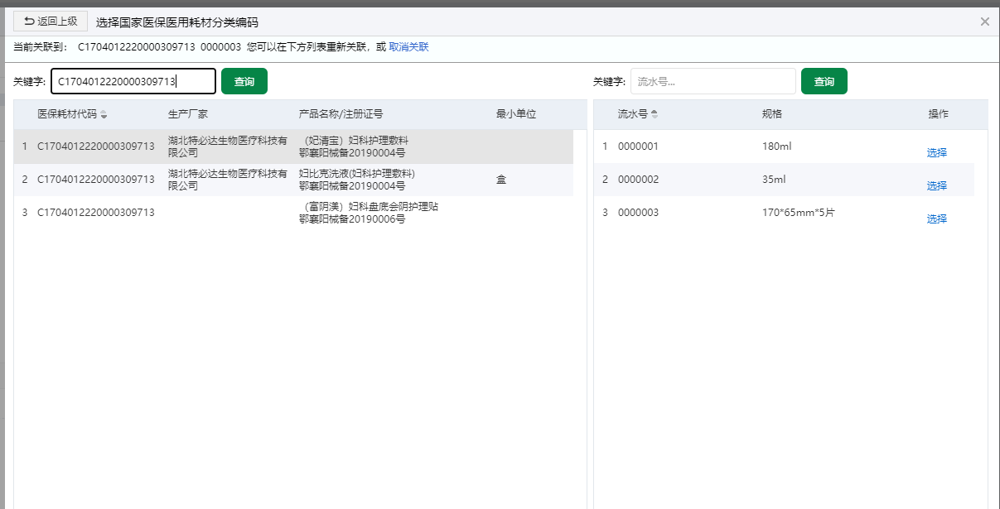 返回上级 选择国家医保医用耗材分类编码
当前关联到: C1704012220000309713 0000003 您可以在下方列表重新关联，或 取消关联
关键字: C1704012220000309713 查询 关键字: 流水号... 查询
医保耗材代码 生产厂家 产品名称/注册证号 最小单位 流水号 规格 操作
1 C1704012220000309713 湖北特必达生物医疗科技有限公司 （妃清宝）妇科护理敷料 鄂襄阳械备20190004号
2 C1704012220000309713 湖北特必达生物医疗科技有限公司 妇比克洗液(妇科护理敷料) 鄂襄阳械备20190004号 盒
3 C1704012220000309713 （富阴渼）妇科盘底会阴护理贴 鄂襄阳械备20190006号
1 0000001 180ml 选择
2 0000002 35ml 选择
3 0000003 170*65mm*5片 选择